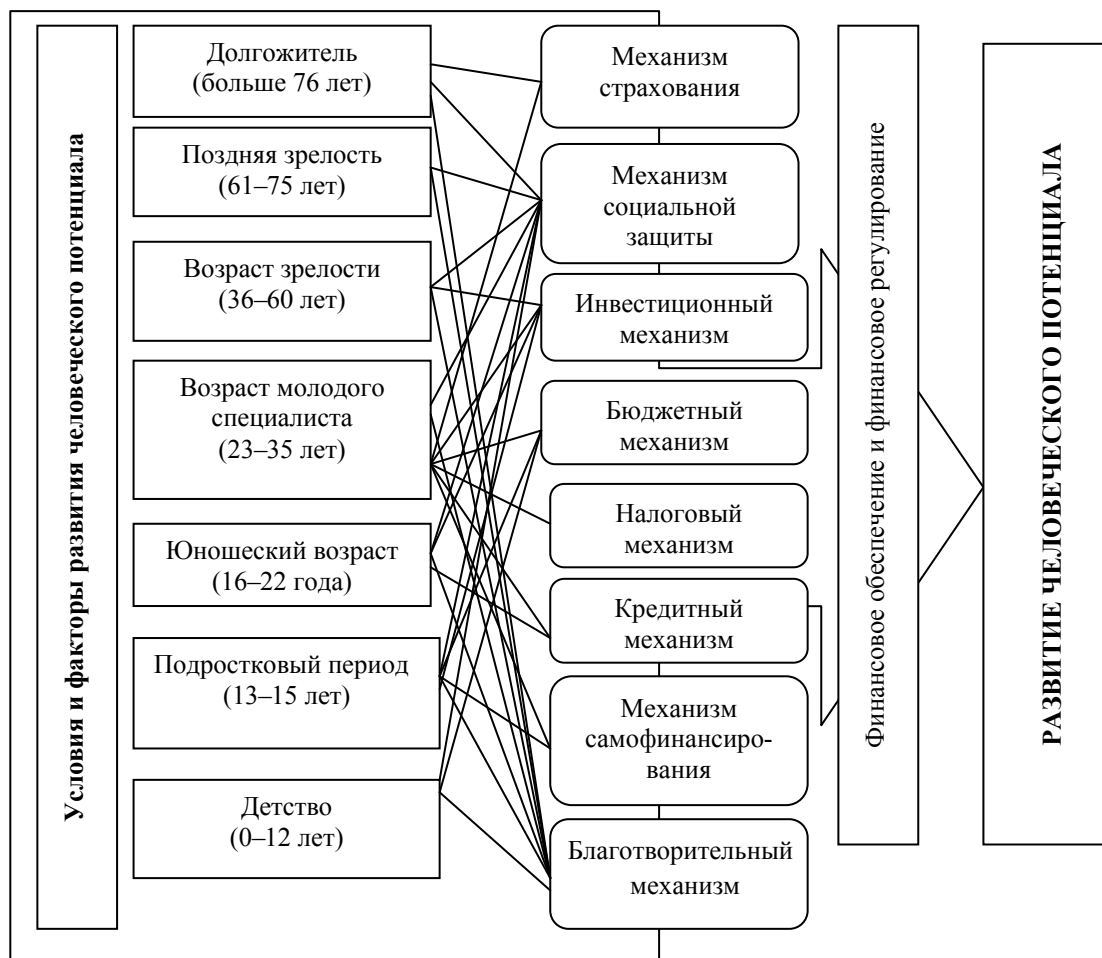 Условия и факторы развития человеческого потенциала
Долгожитель
(больше 76 лет)
Поздняя зрелость
(61–75 лет)
Возраст зрелости
(36–60 лет)
Возраст молодого
специалиста
(23–35 лет)
Юношеский возраст
(16–22 года)
Подростковый период
(13–15 лет)
Детство
(0–12 лет)
Механизм
страхования
Механизм
социальной
защиты
Инвестиционный
механизм
Бюджетный
механизм
Налоговый
механизм
Кредитный
механизм
Механизм
самофинансиро-
вания
Благотворительный
механизм
Финансовое обеспечение и финансовое регулирование
РАЗВИТИЕ ЧЕЛОВЕЧЕСКОГО ПОТЕНЦИАЛА